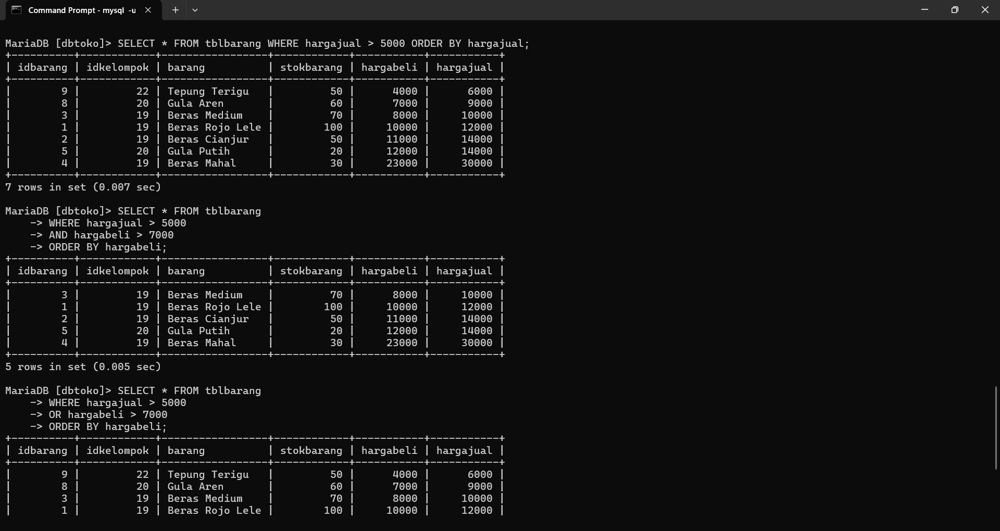 Command Prompt - mysql  -u
MariaDB [dbtoko]> SELECT * FROM tblbarang WHERE hargajual > 5000 ORDER BY hargajual;
+----------+------------+-----------------+------------+-----------+-----------+
| idbarang | idkelompok | barang          | stokbarang | hargabeli | hargajual |
+----------+------------+-----------------+------------+-----------+-----------+
|        9 |         22 | Tepung Terigu   |         50 |      4000 |      6000 |
|        8 |         20 | Gula Aren       |         60 |      7000 |      9000 |
|        3 |         19 | Beras Medium    |         70 |      8000 |     10000 |
|        1 |         19 | Beras Rojo Lele |        100 |     10000 |     12000 |
|        2 |         19 | Beras Cianjur   |         50 |     11000 |     14000 |
|        5 |         20 | Gula Putih      |         20 |     12000 |     14000 |
|        4 |         19 | Beras Mahal     |         30 |     23000 |     30000 |
+----------+------------+-----------------+------------+-----------+-----------+
7 rows in set (0.007 sec)
MariaDB [dbtoko]> SELECT * FROM tblbarang
    -> WHERE hargajual > 5000
    -> AND hargabeli > 7000
    -> ORDER BY hargabeli;
+----------+------------+-----------------+------------+-----------+-----------+
| idbarang | idkelompok | barang          | stokbarang | hargabeli | hargajual |
+----------+------------+-----------------+------------+-----------+-----------+
|        3 |         19 | Beras Medium    |         70 |      8000 |     10000 |
|        1 |         19 | Beras Rojo Lele |        100 |     10000 |     12000 |
|        2 |         19 | Beras Cianjur   |         50 |     11000 |     14000 |
|        5 |         20 | Gula Putih      |         20 |     12000 |     14000 |
|        4 |         19 | Beras Mahal     |         30 |     23000 |     30000 |
+----------+------------+-----------------+------------+-----------+-----------+
5 rows in set (0.005 sec)
MariaDB [dbtoko]> SELECT * FROM tblbarang
    -> WHERE hargajual > 5000
    -> OR hargabeli > 7000
    -> ORDER BY hargabeli;
+----------+------------+-----------------+------------+-----------+-----------+
| idbarang | idkelompok | barang          | stokbarang | hargabeli | hargajual |
+----------+------------+-----------------+------------+-----------+-----------+
|        9 |         22 | Tepung Terigu   |         50 |      4000 |      6000 |
|        8 |         20 | Gula Aren       |         60 |      7000 |      9000 |
|        3 |         19 | Beras Medium    |         70 |      8000 |     10000 |
|        1 |         19 | Beras Rojo Lele |        100 |     10000 |     12000 |